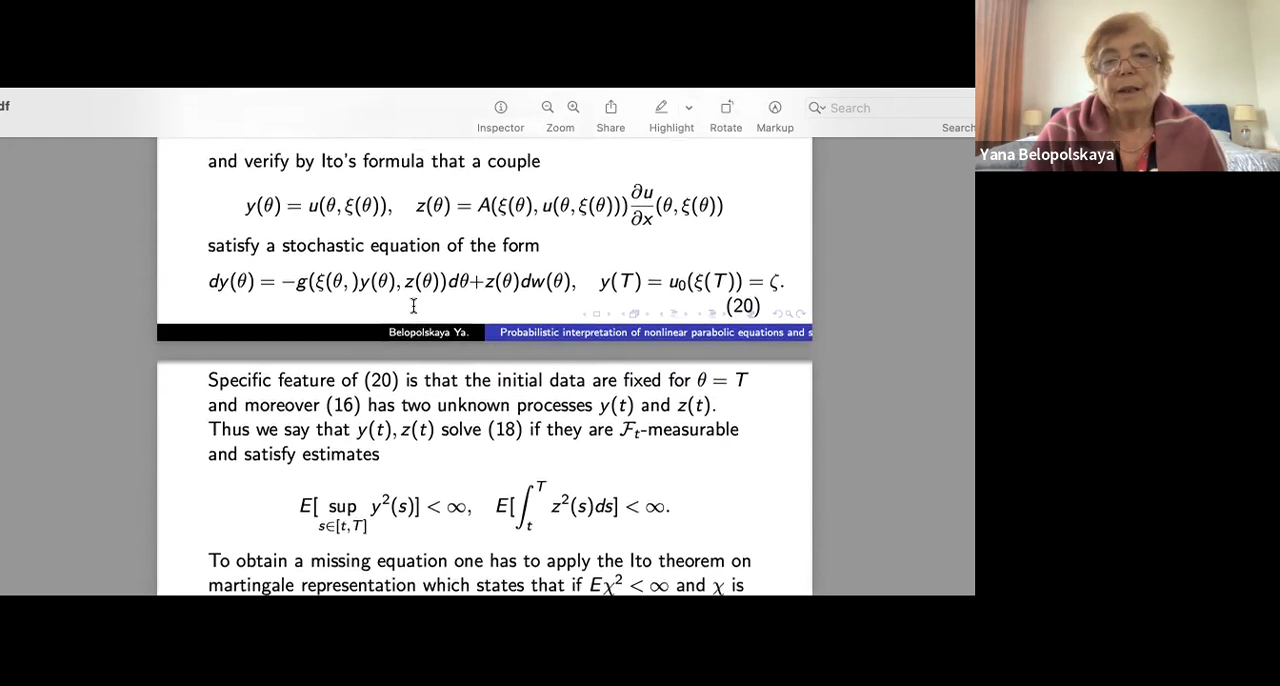 df
Inspector Zoom Share Highlight Rotate Markup Search
Search
Yana Belopolskaya
and verify by Ito's formula that a couple
y(θ) = u(θ, ξ(θ)), z(θ) = A(ξ(θ), u(θ, ξ(θ)))∂u/∂x(θ, ξ(θ))
satisfy a stochastic equation of the form
dy(θ) = −g(ξ(θ,)y(θ), z(θ))dθ+z(θ)dw(θ), y(T) = u₀(ξ(T)) = ζ.
(20)
Belopolskaya Ya. Probabilistic interpretation of nonlinear parabolic equations and s
Specific feature of (20) is that the initial data are fixed for θ = T
and moreover (16) has two unknown processes y(t) and z(t).
Thus we say that y(t), z(t) solve (18) if they are ℱₜ-measurable
and satisfy estimates
E[ sup s∈[t,T] y²(s)] < ∞, E[∫ₜᵀ z²(s)ds] < ∞.
To obtain a missing equation one has to apply the Ito theorem on
martingale representation which states that if Eχ² < ∞ and χ is